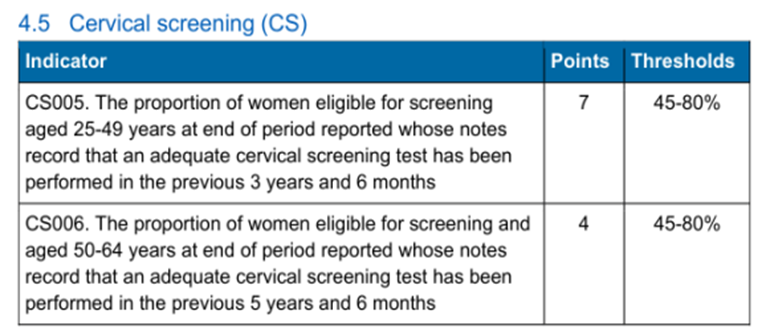 4.5 Cervical screening (CS)
Indicator Points Thresholds
CS005. The proportion of women eligible for screening 7 45-80%
aged 25-49 years at end of period reported whose notes
record that an adequate cervical screening test has been
performed in the previous 3 years and 6 months
CS006. The proportion of women eligible for screening and 4 45-80%
aged 50-64 years at end of period reported whose notes
record that an adequate cervical screening test has been
performed in the previous 5 years and 6 months